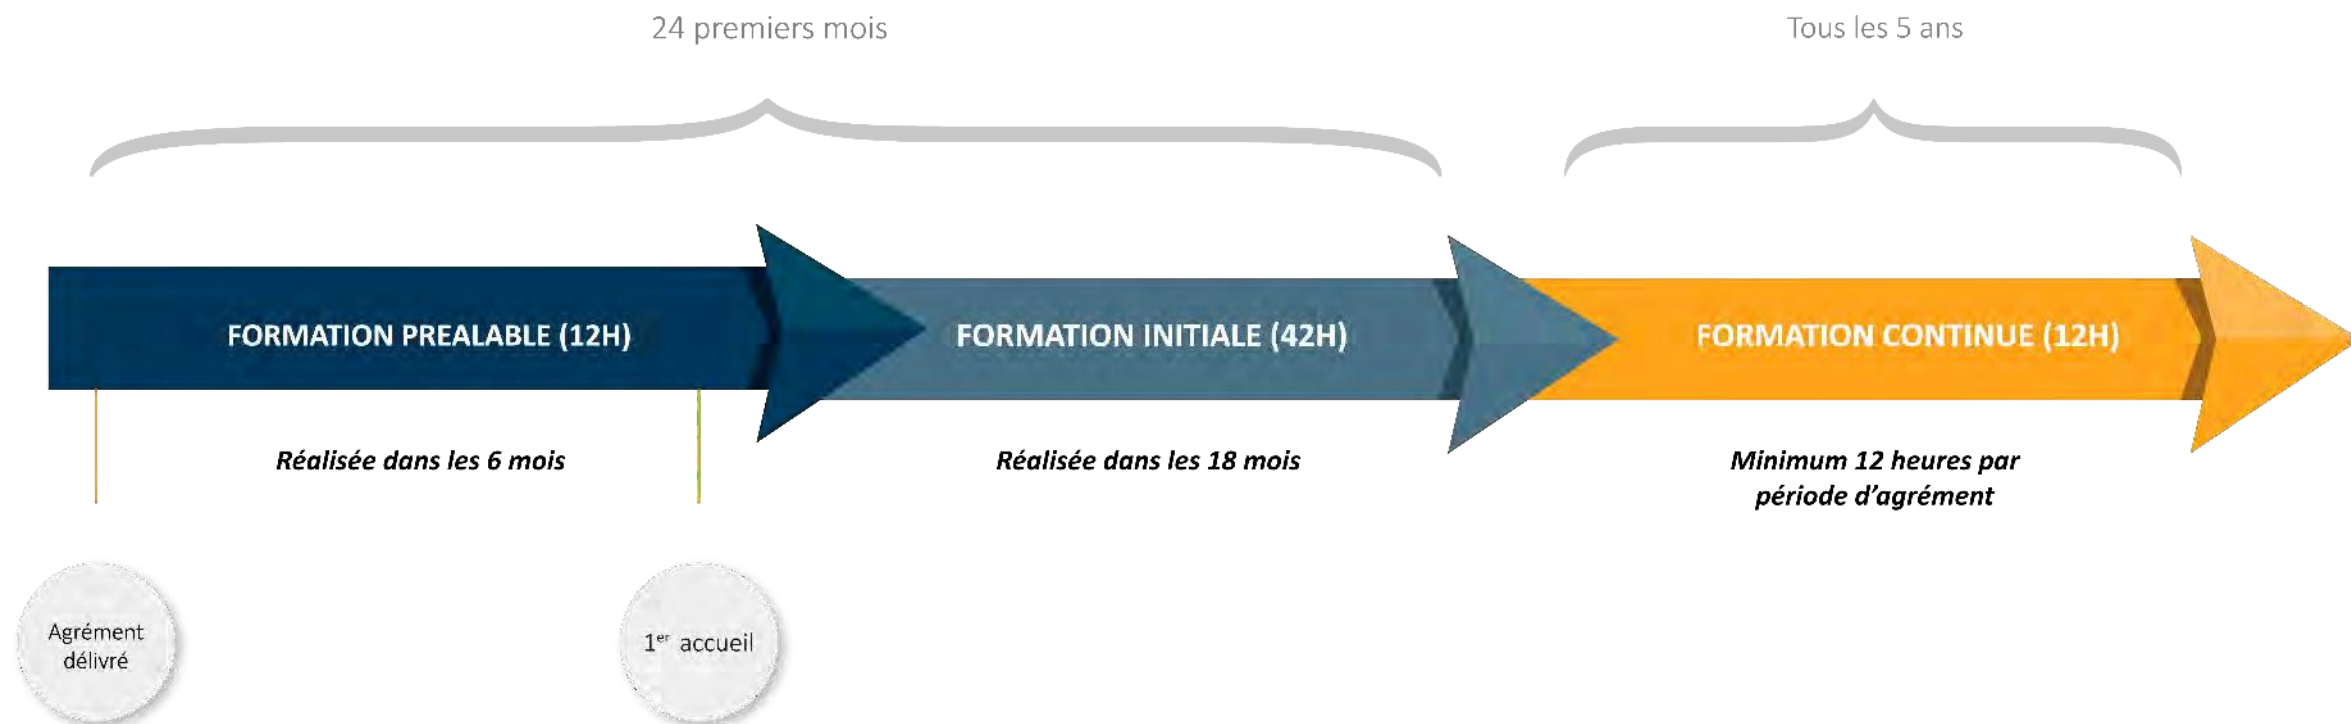 24 premiers mois
Tous les 5 ans
FORMATION PREALABLE (12H)
FORMATION INITIALE (42H)
FORMATION CONTINUE (12H)
Réalisée dans les 6 mois
Réalisée dans les 18 mois
Minimum 12 heures par
période d’agrément
Agrément
délivré
1er accueil